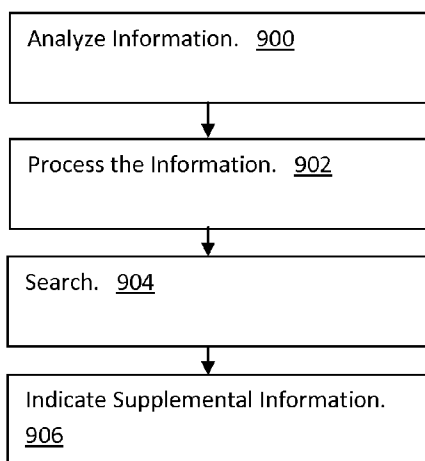 Analyze Information. 900
Process the Information. 902
Search. 904
Indicate Supplemental Information.
906